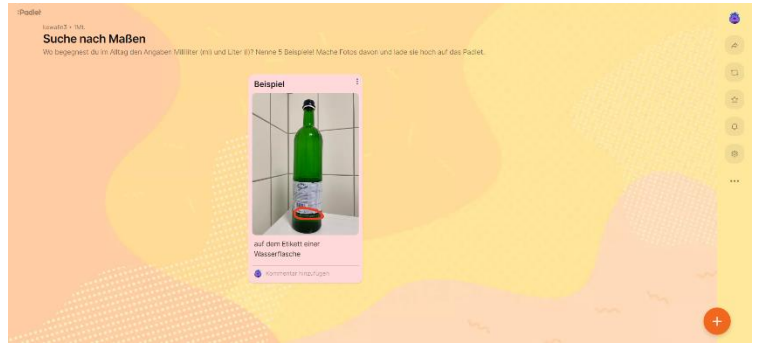 :Padlet
Suche nach Maßen
Wo begegnest du im Alltag den Angaben Milliliter (ml) und Liter (l)? Nenne 5 Beispiele! Mache Fotos davon und lade sie hoch auf das Padlet.
Beispiel
auf dem Etikett einer
Wasserflasche
Kommentar hinzufügen